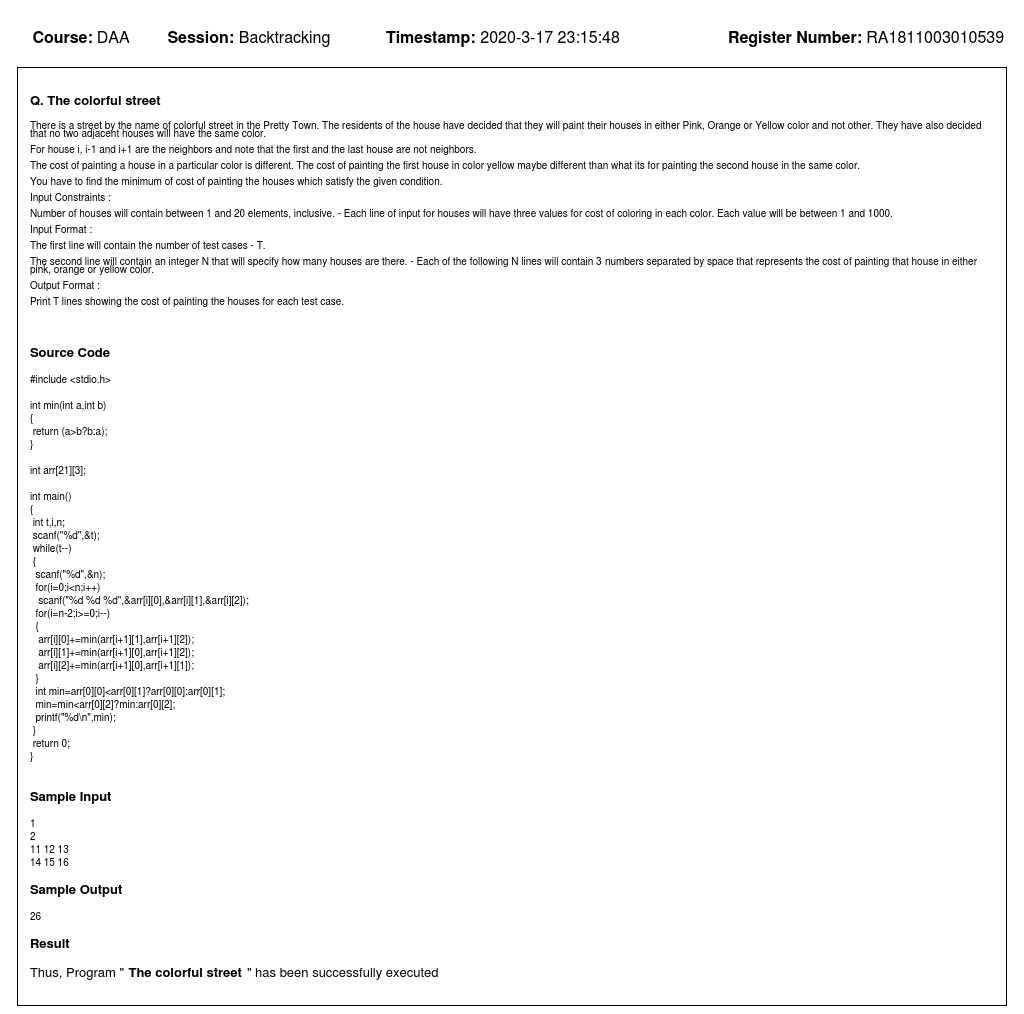 Course: DAA Session: Backtracking Timestamp: 2020-3-17 23:15:48 Register Number: RA1811003010539
Q. The colorful street
There is a street by the name of colorful street in the Pretty Town. The residents of the house have decided that they will paint their houses in either Pink, Orange or Yellow color and not other. They have also decided
that no two adjacent houses will have the same color.
For house i, i-1 and i+1 are the neighbors and note that the first and the last house are not neighbors.
The cost of painting a house in a particular color is different. The cost of painting the first house in color yellow maybe different than what its for painting the second house in the same color.
You have to find the minimum of cost of painting the houses which satisfy the given condition.
Input Constraints :
Number of houses will contain between 1 and 20 elements, inclusive. - Each line of input for houses will have three values for cost of coloring in each color. Each value will be between 1 and 1000.
Input Format :
The first line will contain the number of test cases - T.
The second line will contain an integer N that will specify how many houses are there. - Each of the following N lines will contain 3 numbers separated by space that represents the cost of painting that house in either
pink, orange or yellow color.
Output Format :
Print T lines showing the cost of painting the houses for each test case.
Source Code
#include <stdio.h>
int min(int a,int b)
{
return (a>b?b:a);
}
int arr[21][3];
int main()
{
int t,i,n;
scanf("%d",&t);
while(t--)
{
scanf("%d",&n);
for(i=0;i<n;i++)
scanf("%d %d %d",&arr[i][0],&arr[i][1],&arr[i][2]);
for(i=n-2;i>=0;i--)
{
arr[i][0]+=min(arr[i+1][1],arr[i+1][2]);
arr[i][1]+=min(arr[i+1][0],arr[i+1][2]);
arr[i][2]+=min(arr[i+1][0],arr[i+1][1]);
}
int min=arr[0][0]<arr[0][1]?arr[0][0]:arr[0][1];
min=min<arr[0][2]?min:arr[0][2];
printf("%d\n",min);
}
return 0;
}
Sample Input
1
2
11 12 13
14 15 16
Sample Output
26
Result
Thus, Program " The colorful street " has been successfully executed